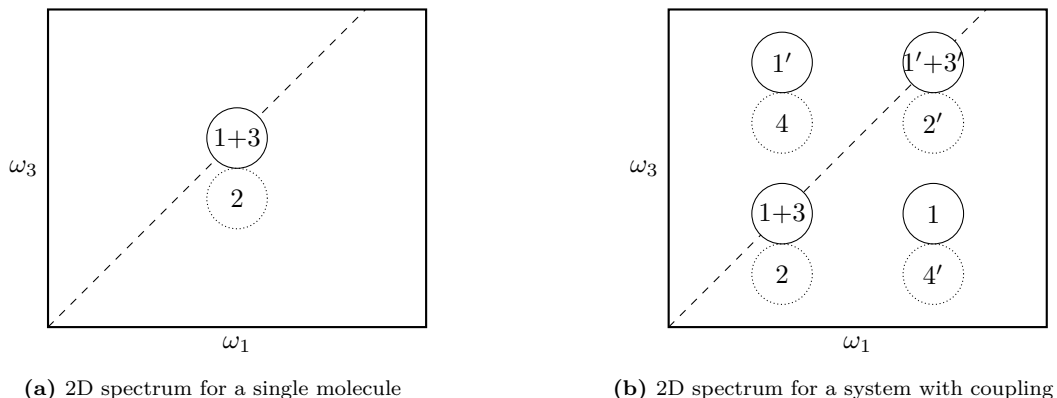 1+3
2
ω₃
ω₁
(a) 2D spectrum for a single molecule
1′
1′+3′
4
2′
1+3
1
2
4′
ω₃
ω₁
(b) 2D spectrum for a system with coupling